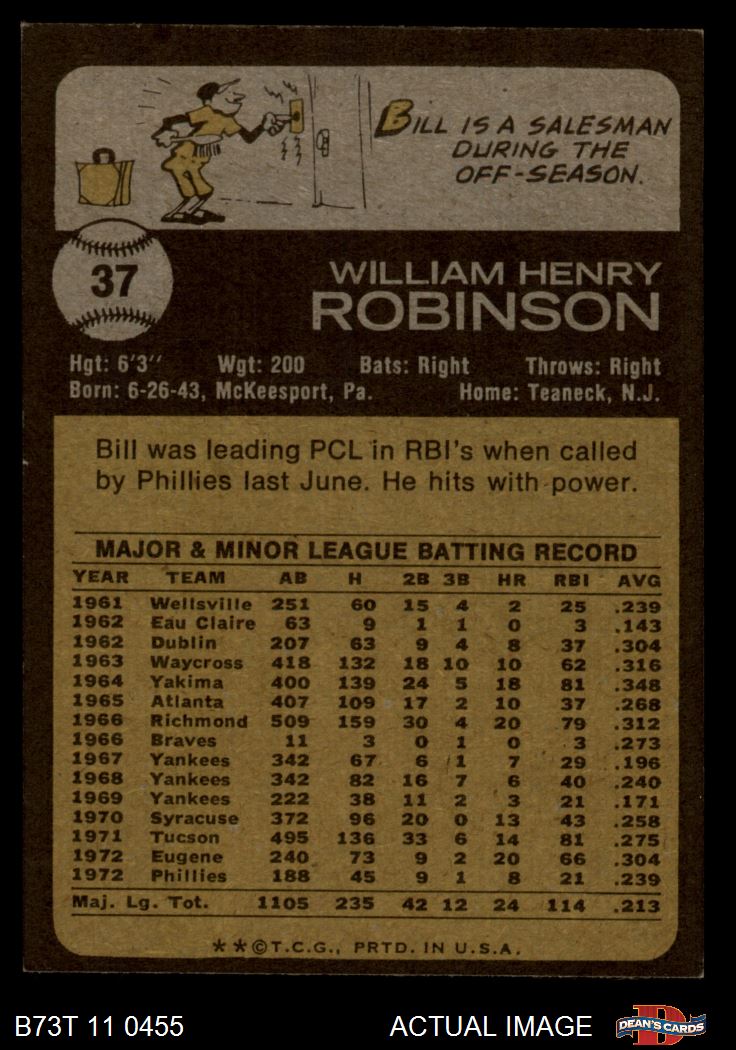 BILL IS A SALESMAN
DURING THE
OFF-SEASON.
37
WILLIAM HENRY
ROBINSON
Hgt: 6'3" Wgt: 200 Bats: Right Throws: Right
Born: 6-26-43, McKeesport, Pa. Home: Teaneck, N.J.
Bill was leading PCL in RBI's when called
by Phillies last June. He hits with power.
MAJOR & MINOR LEAGUE BATTING RECORD
YEAR TEAM AB H 2B 3B HR RBI AVG
1961 Wellsville 251 60 15 4 2 25 .239
1962 Eau Claire 63 9 1 1 0 3 .143
1962 Dublin 207 63 9 4 8 37 .304
1963 Waycross 418 132 18 10 10 62 .316
1964 Yakima 400 139 24 5 18 81 .348
1965 Atlanta 407 109 17 2 10 37 .268
1966 Richmond 509 159 30 4 20 79 .312
1966 Braves 11 3 0 1 0 3 .273
1967 Yankees 342 67 6 1 7 29 .196
1968 Yankees 342 82 16 7 6 40 .240
1969 Yankees 222 38 11 2 3 21 .171
1970 Syracuse 372 96 20 0 13 43 .258
1971 Tucson 495 136 33 6 14 81 .275
1972 Eugene 240 73 9 2 20 66 .304
1972 Phillies 188 45 9 1 8 21 .239
Maj. Lg. Tot. 1105 235 42 12 24 114 .213
**©T.C.G., PRTD. IN U.S.A.
B73T 11 0455 ACTUAL IMAGE DEAN'S CARDS